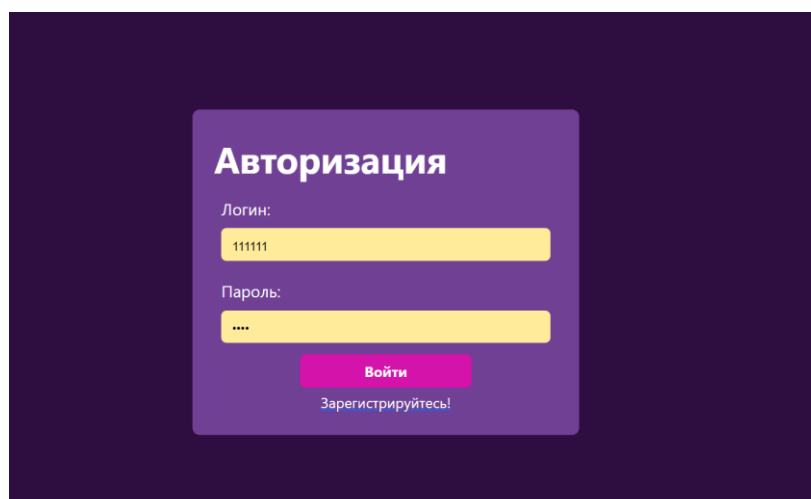 Авторизация
Логин:
111111
Пароль:
••••
Войти
Зарегистрируйтесь!